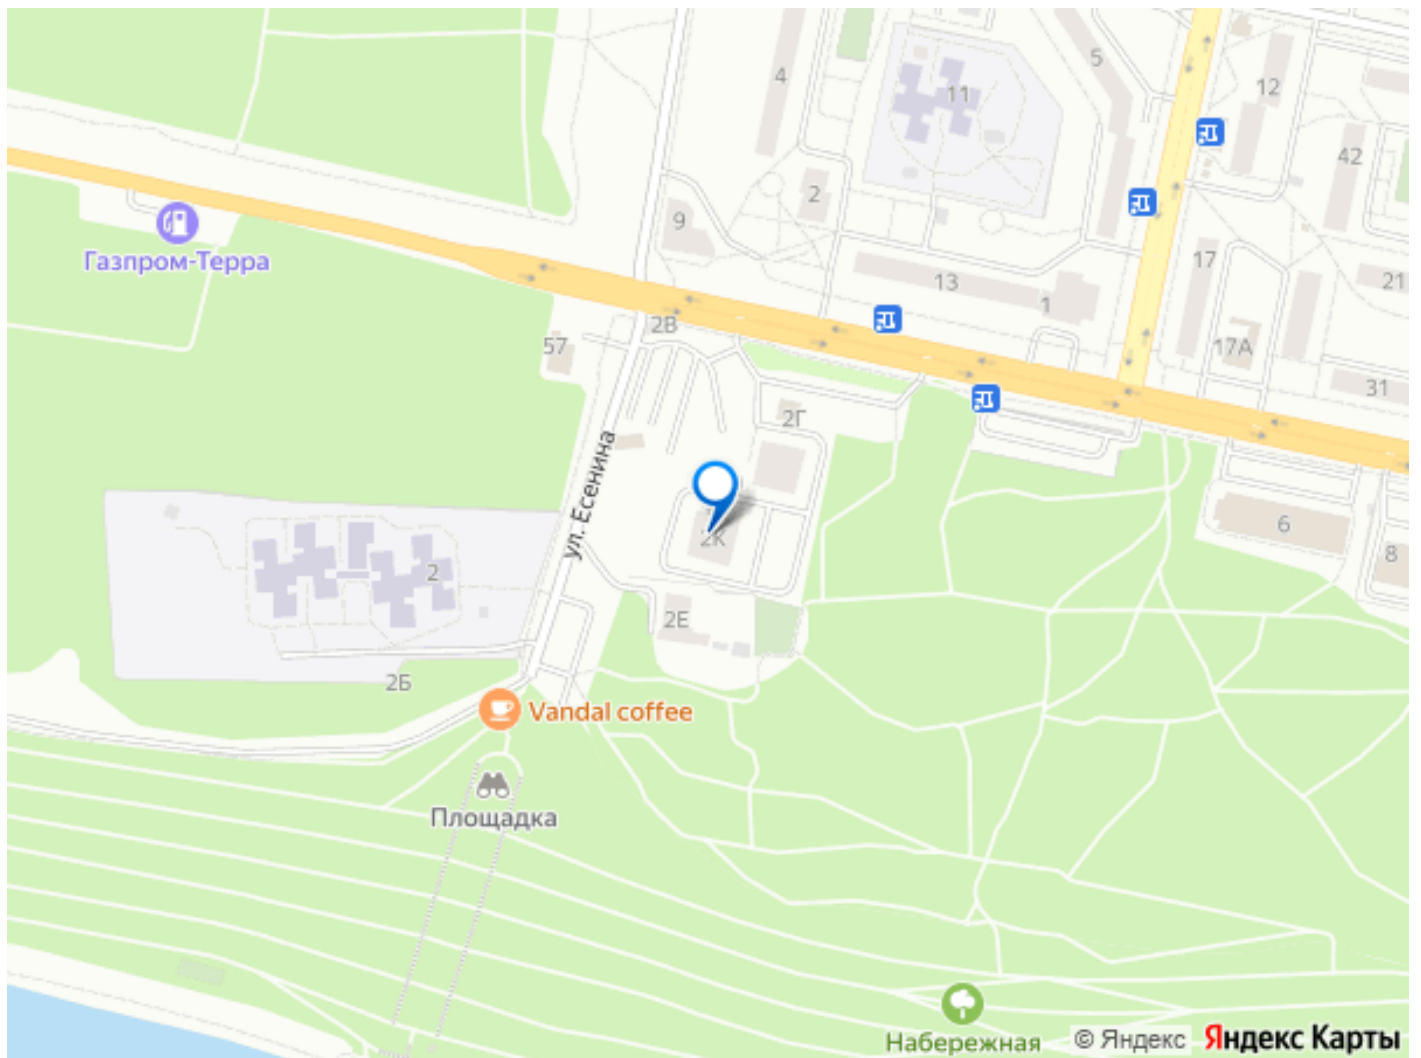 4
5
12
11
42
2
9
17
Газпром-Терра
13
21
1
2В
57
17А
31
2Г
ул. Есенина
6
2К
8
2
2Е
2Б
Vandal coffee
Площадка
Набережная
© Яндекс
Яндекс Карты